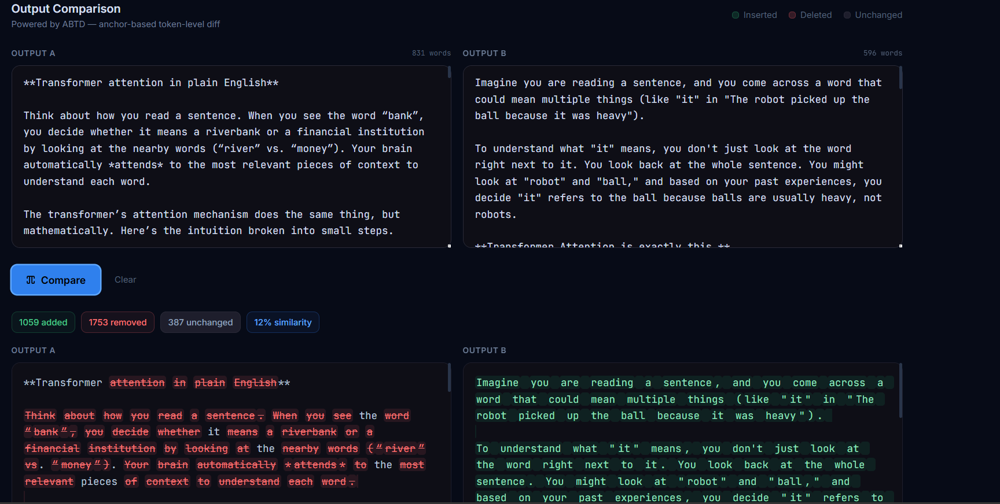 Output Comparison
Powered by ABTD — anchor-based token-level diff
Inserted Deleted Unchanged
OUTPUT A
831 words
**Transformer attention in plain English**
Think about how you read a sentence. When you see the word “bank”,
you decide whether it means a riverbank or a financial institution
by looking at the nearby words (“river” vs. “money”). Your brain
automatically *attends* to the most relevant pieces of context to
understand each word.
The transformer’s attention mechanism does the same thing, but
mathematically. Here’s the intuition broken into small steps.
OUTPUT B
596 words
Imagine you are reading a sentence, and you come across a word that
could mean multiple things (like "it" in "The robot picked up the
ball because it was heavy").
To understand what "it" means, you don't just look at the word
right next to it. You look back at the whole sentence. You might
look at "robot" and "ball," and based on your past experiences, you
decide "it" refers to the ball because balls are usually heavy, not
robots.
**Transformer Attention is exactly this.**
Compare
Clear
1059 added
1753 removed
387 unchanged
12% similarity
OUTPUT A
**Transformer attention in plain English**
Think about how you read a sentence. When you see the word
“bank”, you decide whether it means a riverbank or a
financial institution by looking at the nearby words (“river”
vs. “money”). Your brain automatically *attends* to the most
relevant pieces of context to understand each word.
OUTPUT B
Imagine you are reading a sentence, and you come across a
word that could mean multiple things (like "it" in "The
robot picked up the ball because it was heavy").
To understand what "it" means, you don't just look at
the word right next to it. You look back at the whole
sentence. You might look at "robot" and "ball," and
based on your past experiences, you decide "it" refers to